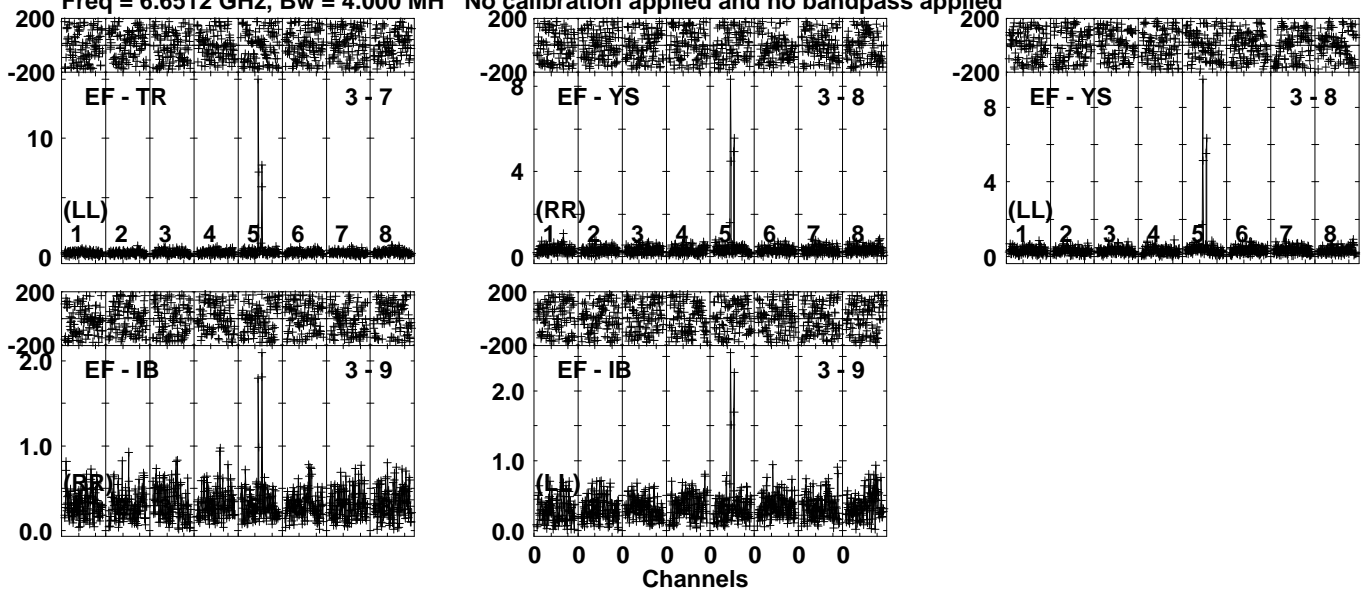 Freq = 6.6512 GHz, Bw = 4.000 MH No calibration applied and no bandpass applied
200 200 200
-200 -200 -200
EF - TR 3 - 7 8 EF - YS 3 - 8 8 EF - YS 3 - 8
10
4 4
(LL) (RR) (LL)
1 2 3 4 5 6 7 8 1 2 3 4 5 6 7 8 1 2 3 4 5 6 7 8
0 0 0
200 200
-200 -200
2.0 EF - IB 3 - 9 EF - IB 3 - 9
2.0
1.0 1.0
(RR) (LL)
0.0 0.0
0 0 0 0 0 0 0 0
Channels